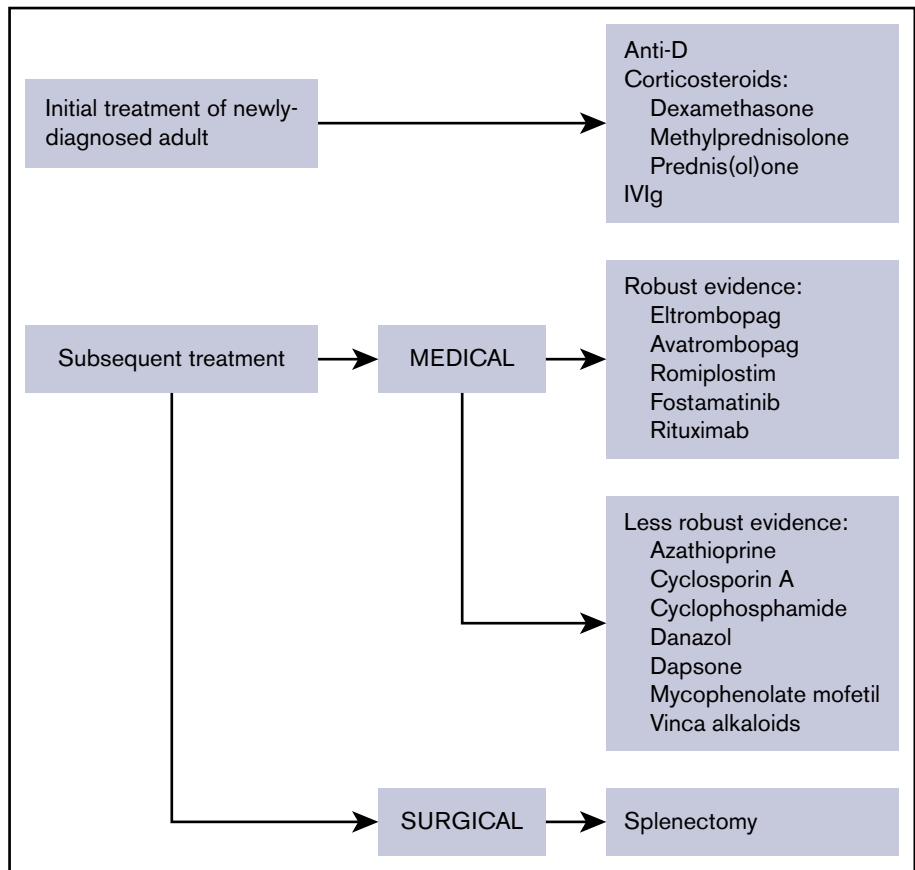 Initial treatment of newly-
diagnosed adult
Anti-D
Corticosteroids:
Dexamethasone
Methylprednisolone
Prednis(ol)one
IVIg
Subsequent treatment
MEDICAL
Robust evidence:
Eltrombopag
Avatrombopag
Romiplostim
Fostamatinib
Rituximab
Less robust evidence:
Azathioprine
Cyclosporin A
Cyclophosphamide
Danazol
Dapsone
Mycophenolate mofetil
Vinca alkaloids
SURGICAL
Splenectomy